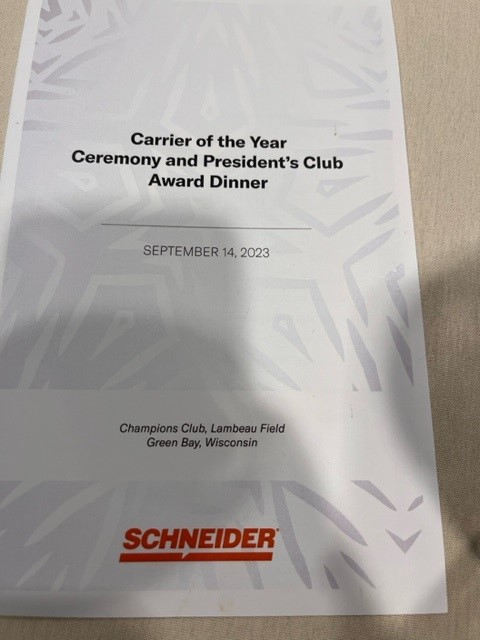 Carrier of the Year
Ceremony and President's Club
Award Dinner
SEPTEMBER 14, 2023
Champions Club, Lambeau Field
Green Bay, Wisconsin
SCHNEIDER